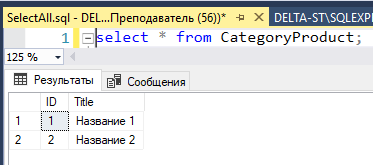 SelectAll.sql - DEL...Преподаватель (56))*
DELTA-ST\SQLEXP
1 select * from CategoryProduct;
125 %
Результаты Сообщения
ID Title
1 1 Название 1
2 2 Название 2